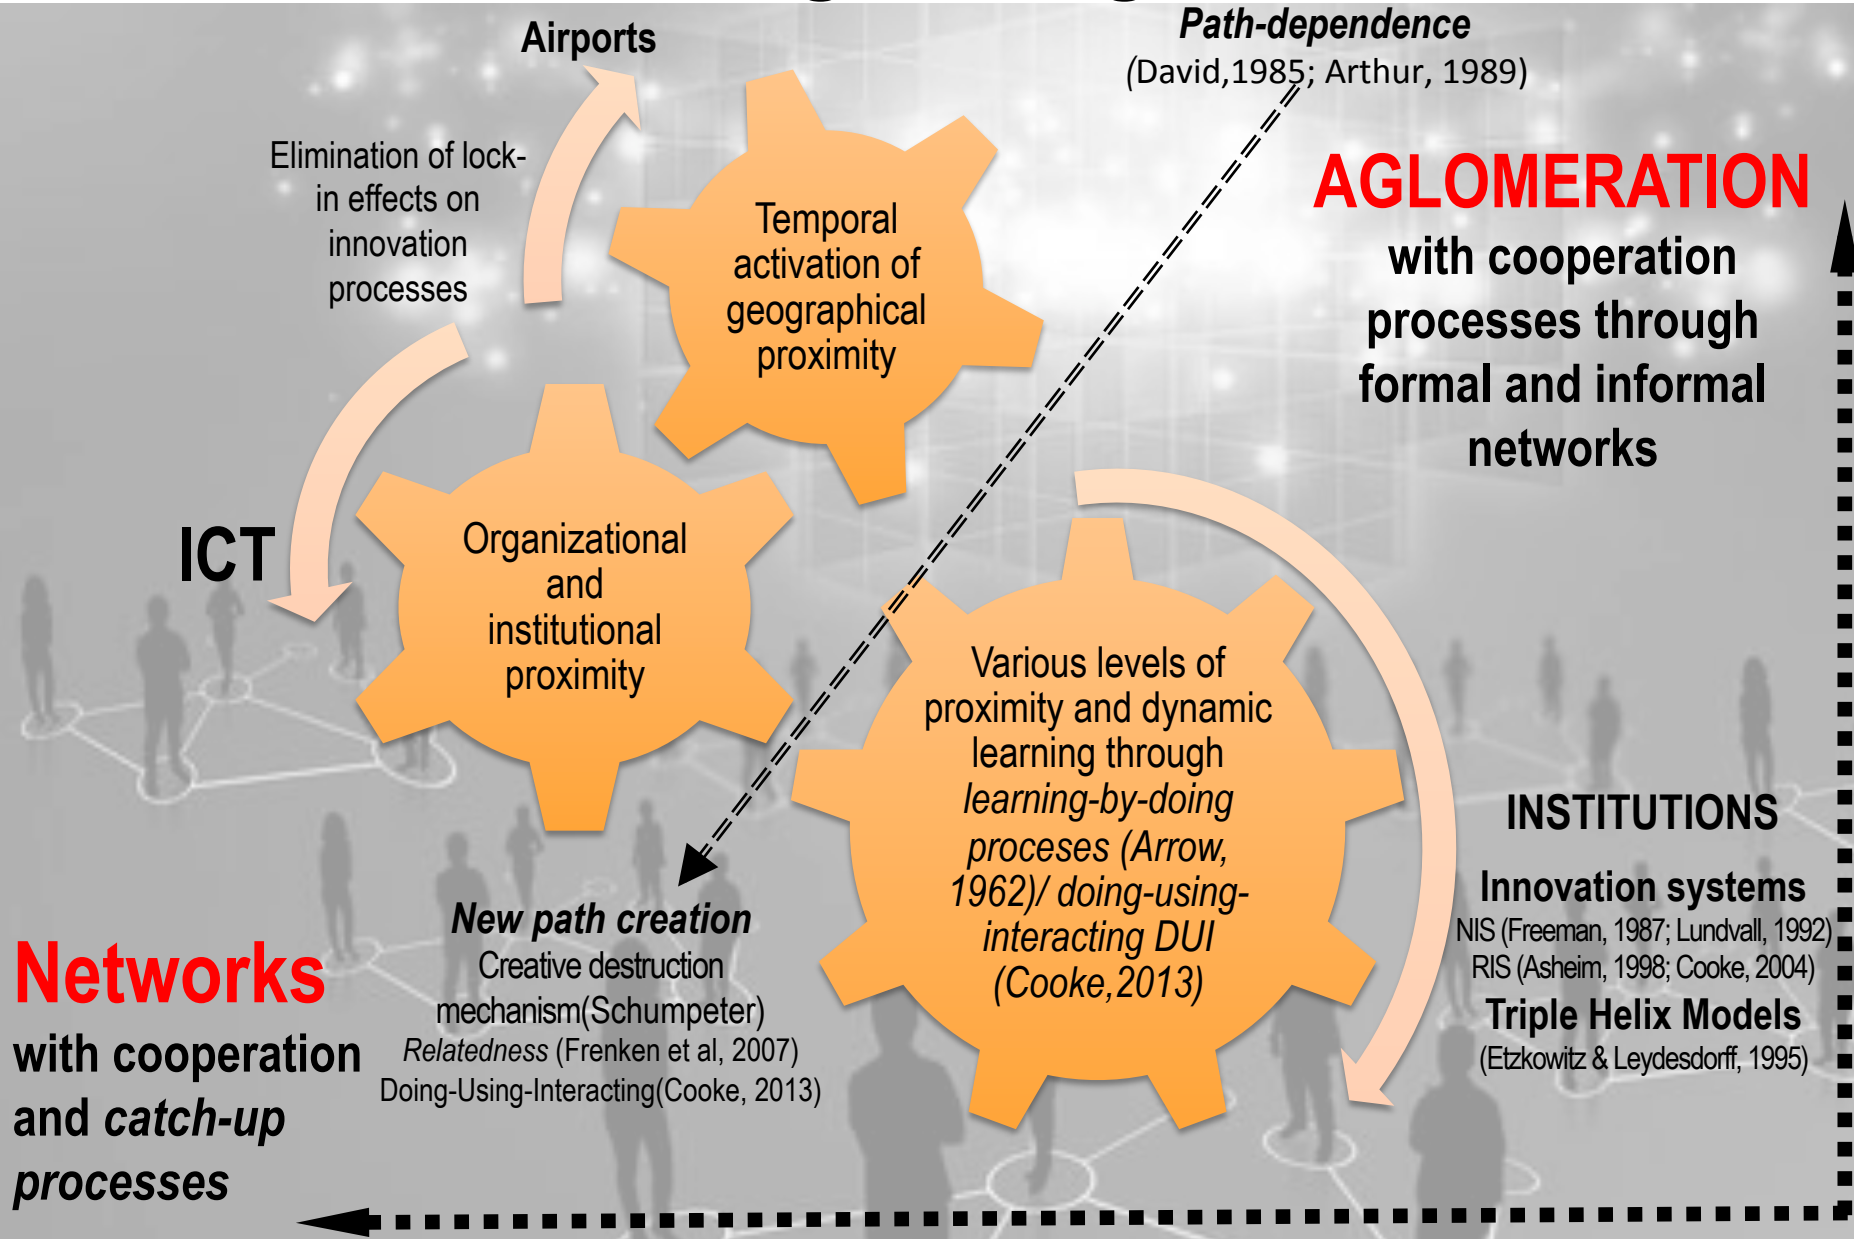 Airports
Path-dependence
(David,1985; Arthur, 1989)
Elimination of lock-
in effects on
innovation
processes
Temporal
activation of
geographical
proximity
AGLOMERATION
with cooperation
processes through
formal and informal
networks
ICT
Organizational
and
institutional
proximity
Various levels of
proximity and dynamic
learning through
learning-by-doing
proceses (Arrow,
1962)/ doing-using-
interacting DUI
(Cooke,2013)
INSTITUTIONS
Innovation systems
NIS (Freeman, 1987; Lundvall, 1992)
RIS (Asheim, 1998; Cooke, 2004)
Triple Helix Models
(Etzkowitz & Leydesdorff, 1995)
New path creation
Creative destruction
mechanism(Schumpeter)
Relatedness (Frenken et al, 2007)
Doing-Using-Interacting(Cooke, 2013)
Networks
with cooperation
and catch-up
processes